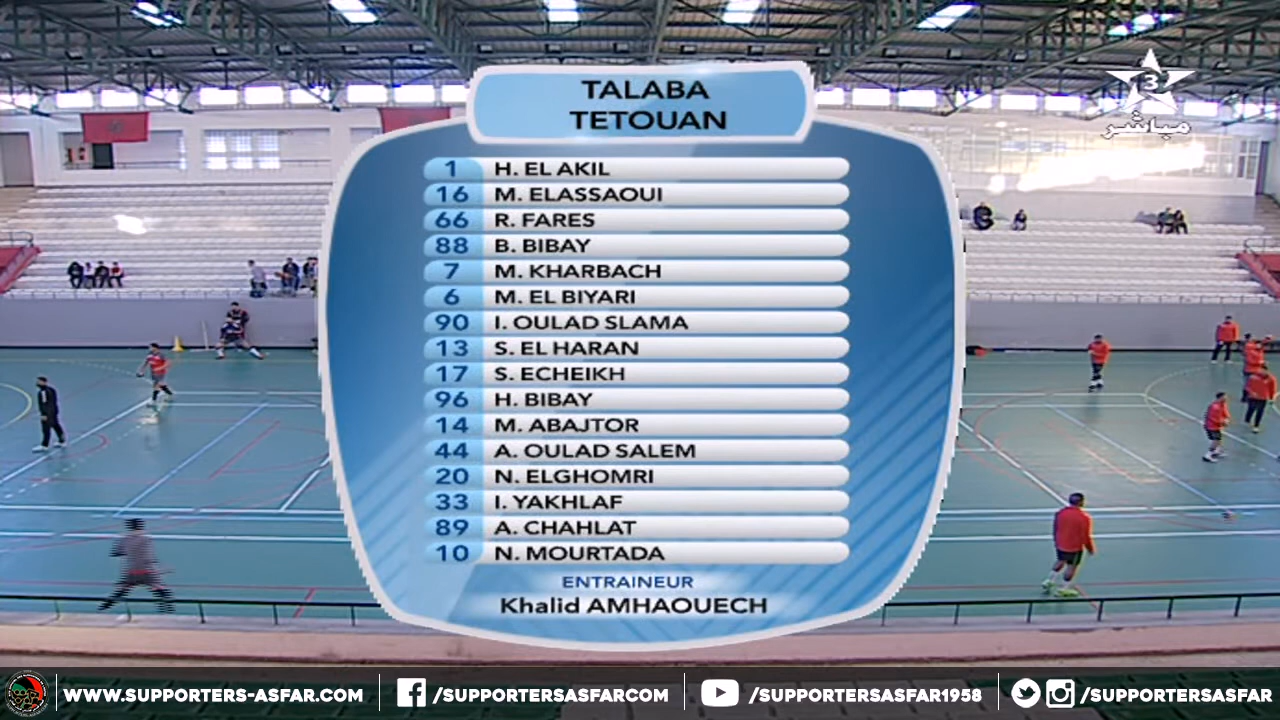 TALABA
TETOUAN
3
مباشر
1 H. EL AKIL
16 M. ELASSAOUI
66 R. FARES
88 B. BIBAY
7 M. KHARBACH
6 M. EL BIYARI
90 I. OULAD SLAMA
13 S. EL HARAN
17 S. ECHEIKH
96 H. BIBAY
14 M. ABAJTOR
44 A. OULAD SALEM
20 N. ELGHOMRI
33 I. YAKHLAF
89 A. CHAHLAT
10 N. MOURTADA
ENTRAINEUR
Khalid AMHAOUECH
WWW.SUPPORTERS-ASFAR.COM /SUPPORTERSASFARCOM /SUPPORTERSASFAR1958 /SUPPORTERSASFAR